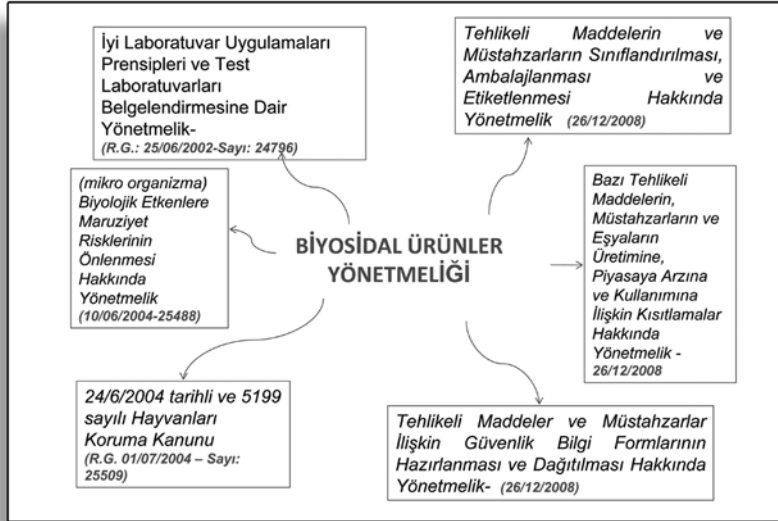 İyi Laboratuvar Uygulamaları
Prensipleri ve Test
Laboratuvarları
Belgelendirmesine Dair
Yönetmelik-
(R.G.: 25/06/2002-Sayı: 24796)
Tehlikeli Maddelerin ve
Müstahzarların Sınıflandırılması,
Ambalajlanması ve
Etiketlenmesi Hakkında
Yönetmelik (26/12/2008)
(mikro organizma)
Biyolojik Etkenlere
Maruziyet
Risklerinin
Önlenmesi
Hakkında
Yönetmelik
(10/06/2004-25488)
BİYOSİDAL ÜRÜNLER
YÖNETMELİĞİ
Bazı Tehlikeli
Maddelerin,
Müstahzarların ve
Eşyaların
Üretimine,
Piyasaya Arzına
ve Kullanımına
İlişkin Kısıtlamalar
Hakkında
Yönetmelik -
26/12/2008
24/6/2004 tarihli ve 5199
sayılı Hayvanları
Koruma Kanunu
(R.G. 01/07/2004 – Sayı:
25509)
Tehlikeli Maddeler ve Müstahzarlar
İlişkin Güvenlik Bilgi Formlarının
Hazırlanması ve Dağıtılması Hakkında
Yönetmelik- (26/12/2008)